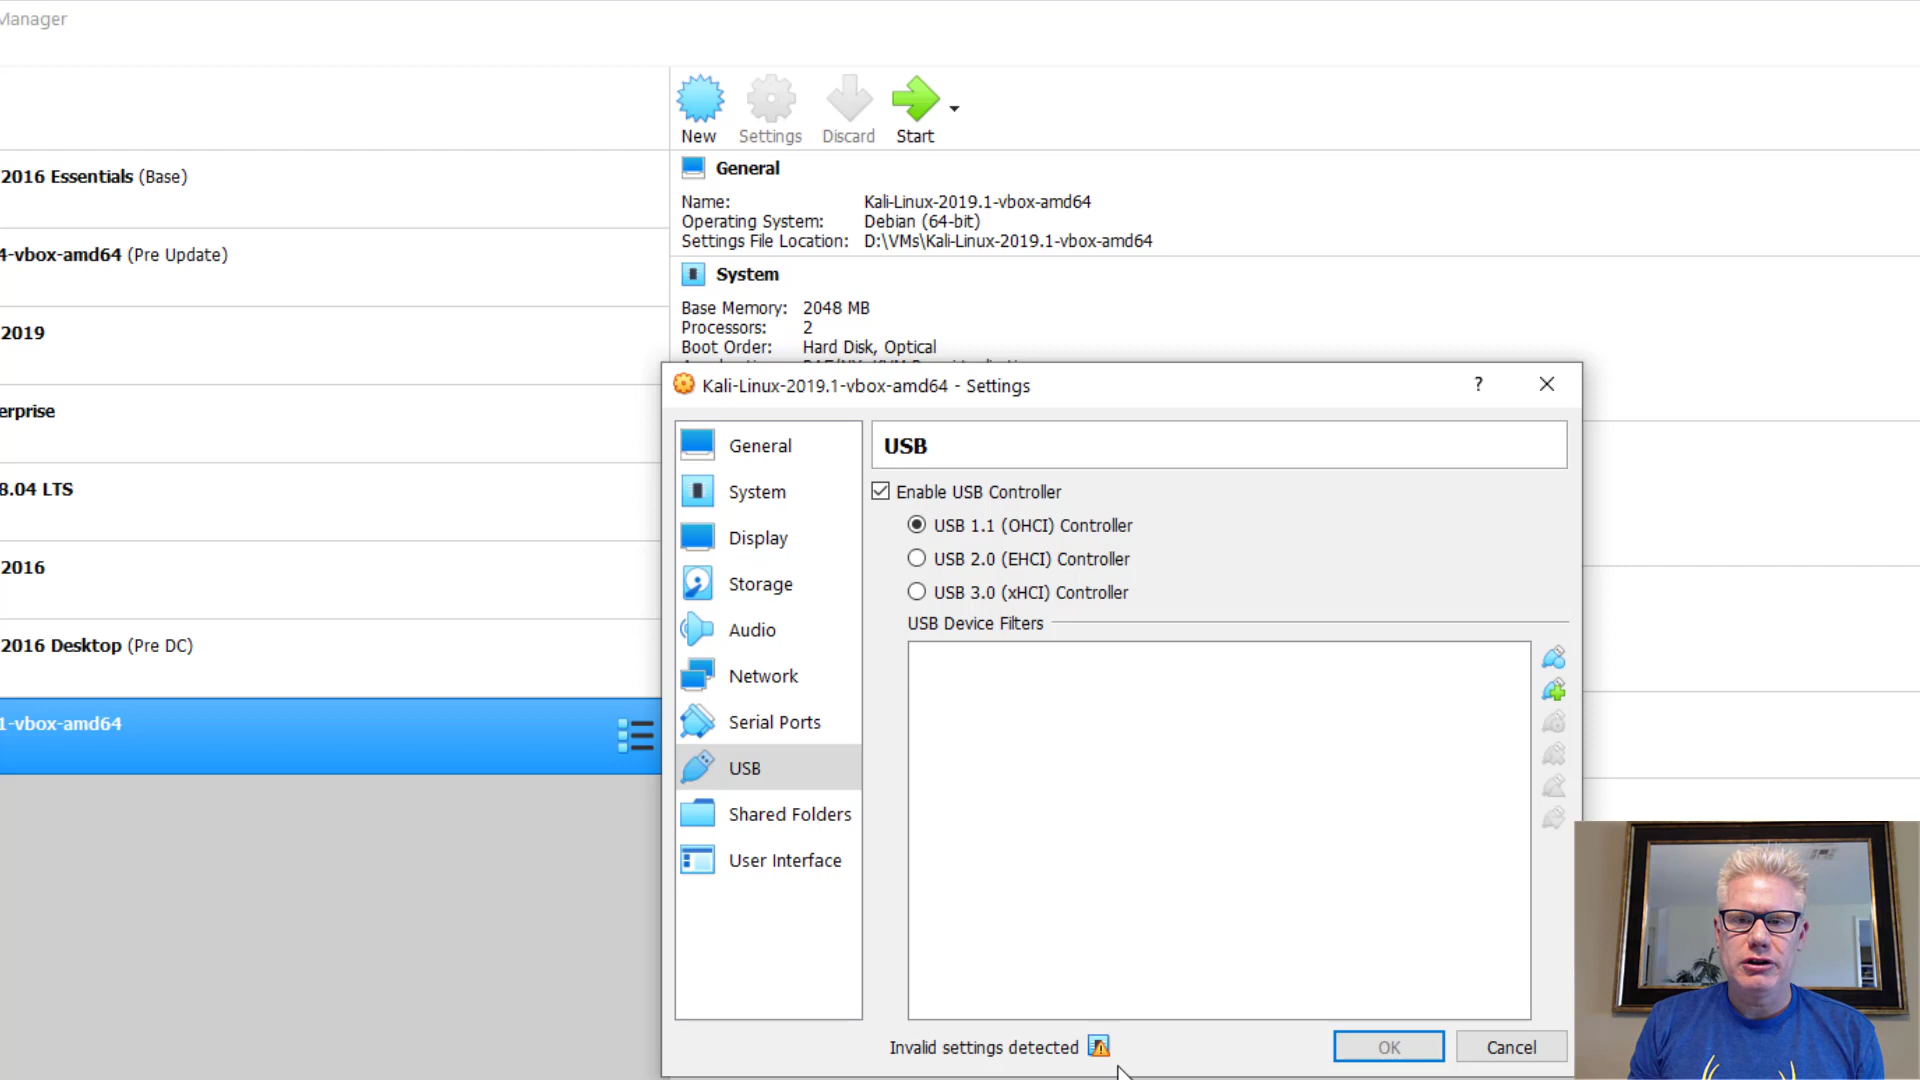 Manager
New
Settings
Discard
Start
2016 Essentials (Base)
4-vbox-amd64 (Pre Update)
2019
erprise
8.04 LTS
2016
2016 Desktop (Pre DC)
1-vbox-amd64
General
Name: Kali-Linux-2019.1-vbox-amd64
Operating System: Debian (64-bit)
Settings File Location: D:\VMs\Kali-Linux-2019.1-vbox-amd64
System
Base Memory: 2048 MB
Processors: 2
Boot Order: Hard Disk, Optical
Kali-Linux-2019.1-vbox-amd64 - Settings
?
General
System
Display
Storage
Audio
Network
Serial Ports
USB
Shared Folders
User Interface
USB
Enable USB Controller
USB 1.1 (OHCI) Controller
USB 2.0 (EHCI) Controller
USB 3.0 (xHCI) Controller
USB Device Filters
Invalid settings detected
OK
Cancel